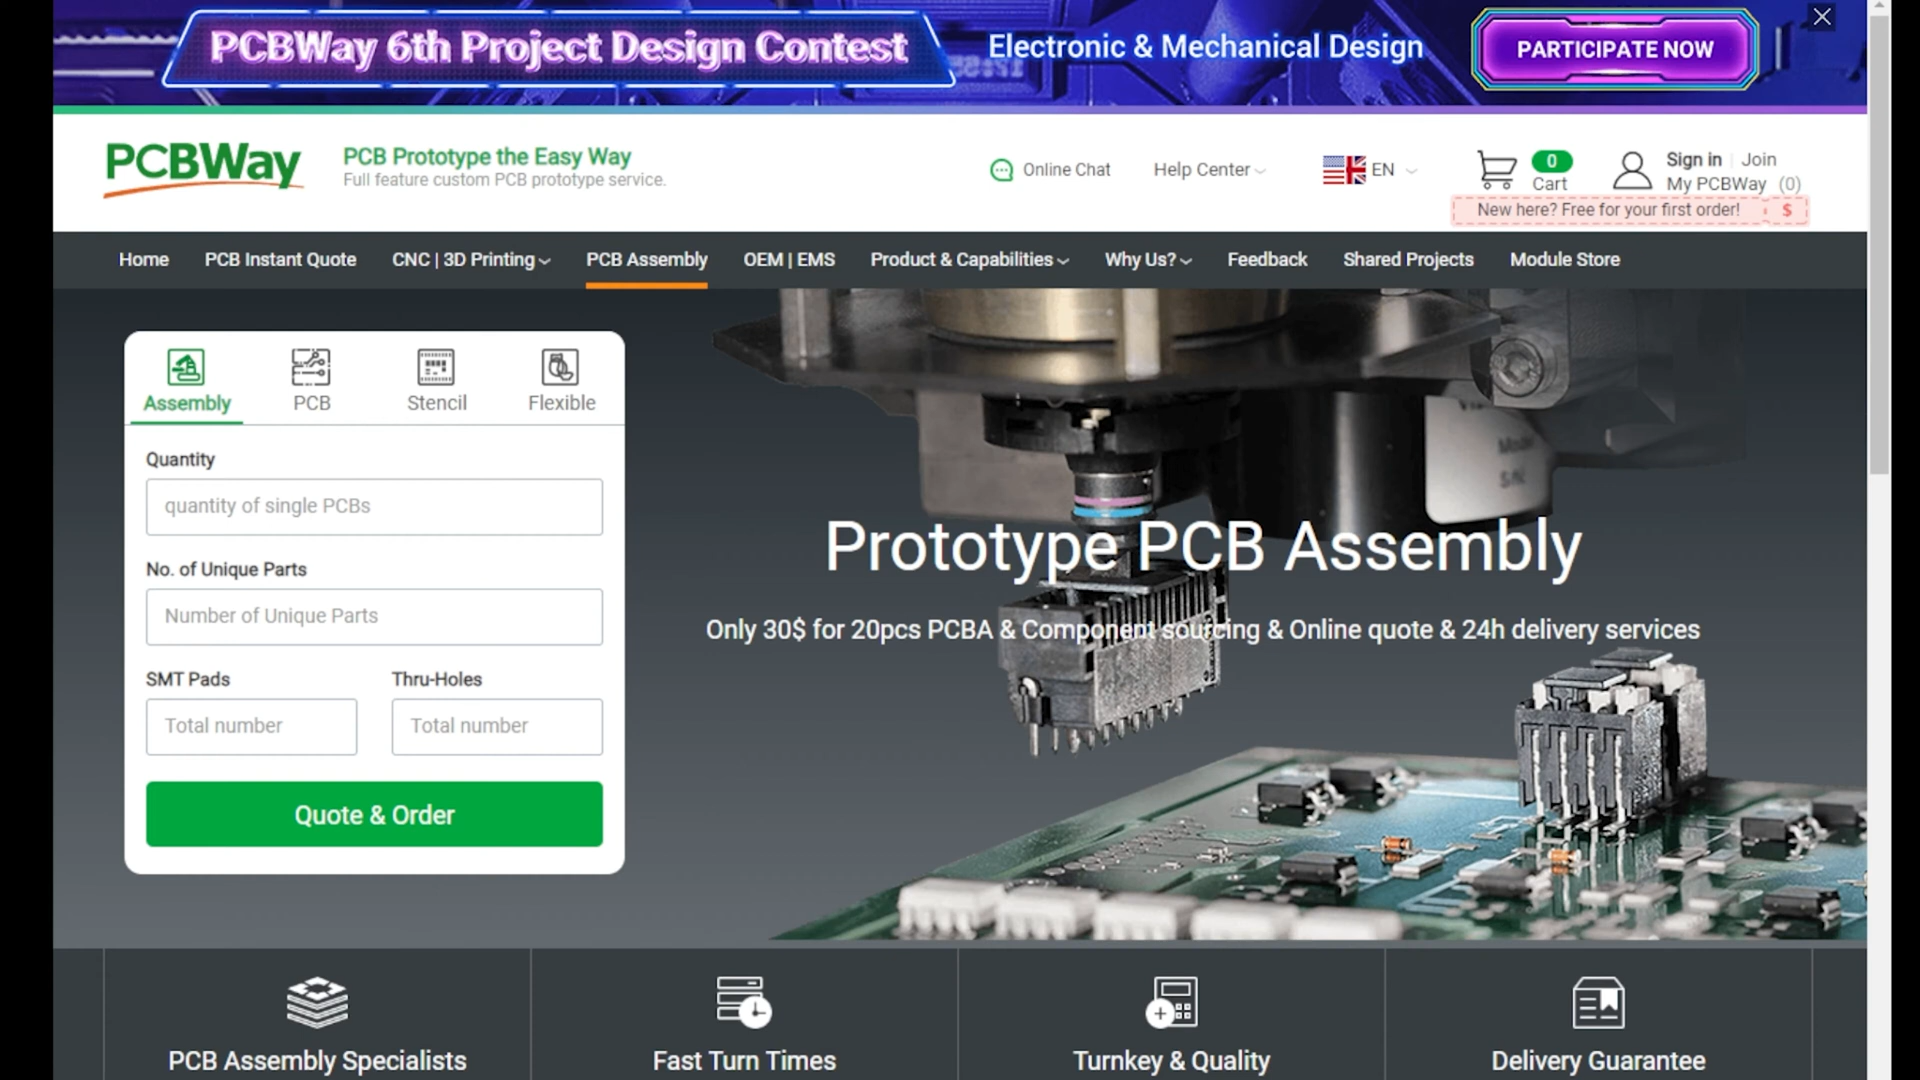 PCBWay 6th Project Design Contest
Electronic & Mechanical Design
PARTICIPATE NOW
PCBWay
PCB Prototype the Easy Way
Full feature custom PCB prototype service.
Online Chat
Help Center
EN
0
Cart
Sign in
Join
My PCBWay (0)
New here? Free for your first order! $
Home
PCB Instant Quote
CNC | 3D Printing
PCB Assembly
OEM | EMS
Product & Capabilities
Why Us?
Feedback
Shared Projects
Module Store
Assembly
PCB
Stencil
Flexible
Quantity
quantity of single PCBs
No. of Unique Parts
Number of Unique Parts
SMT Pads
Thru-Holes
Total number
Total number
Quote & Order
Prototype PCB Assembly
Only 30$ for 20pcs PCBA & Component sourcing & Online quote & 24h delivery services
PCB Assembly Specialists
Fast Turn Times
Turnkey & Quality
Delivery Guarantee